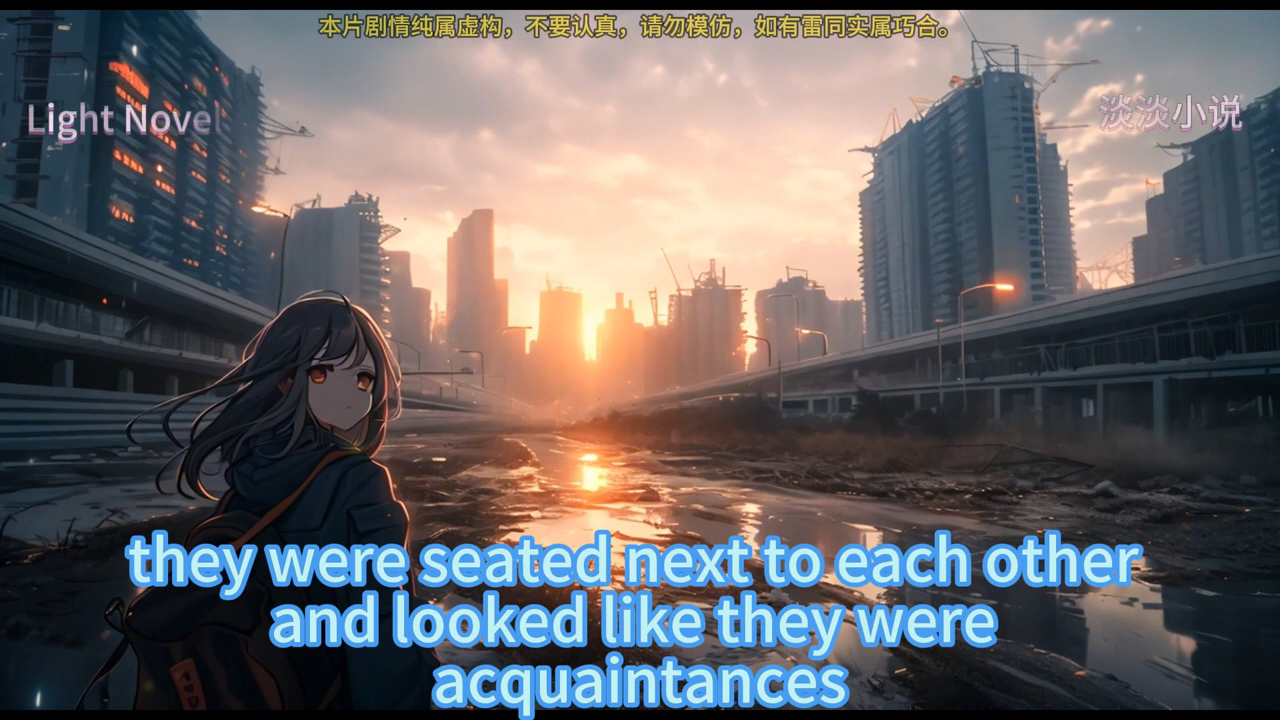 本片剧情纯属虚构，不要认真，请勿模仿，如有雷同实属巧合。
Light Novel
淡淡小说
they were seated next to each other
and looked like they were
acquaintances